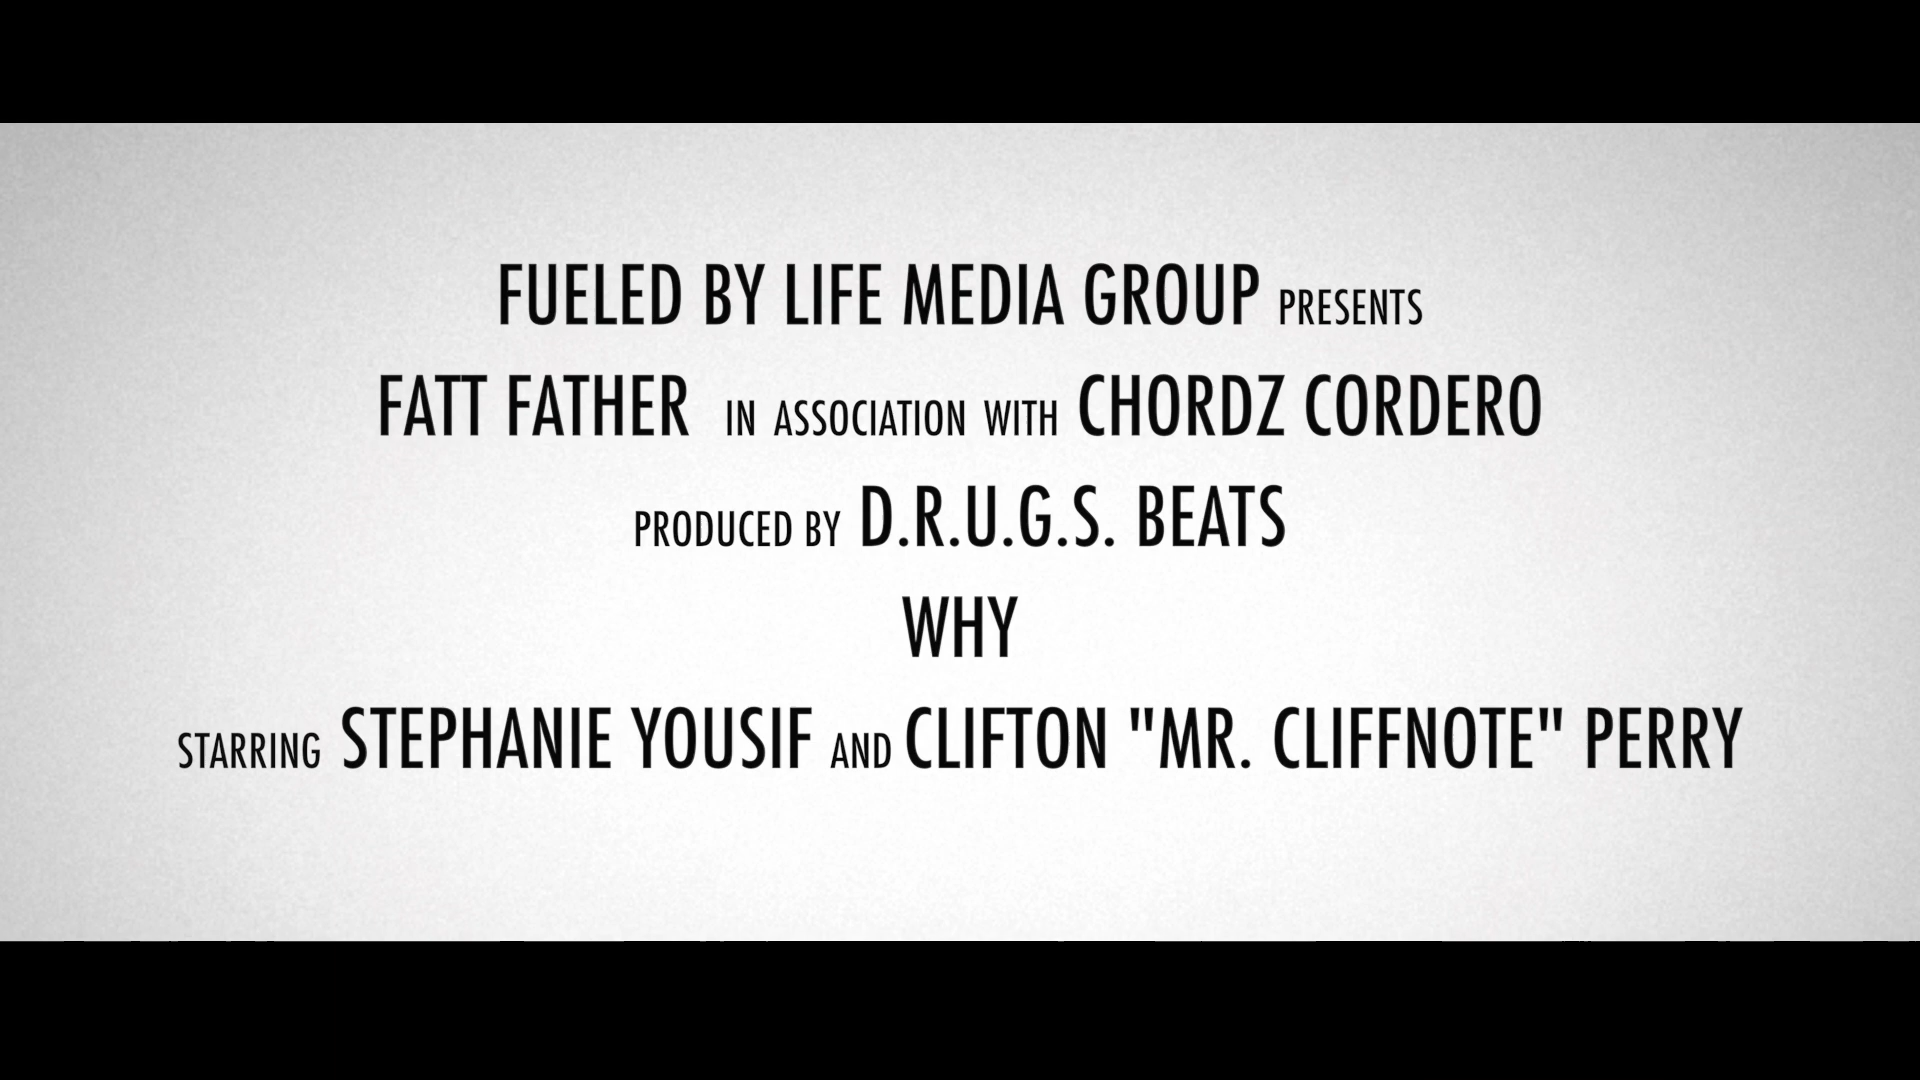 FUELED BY LIFE MEDIA GROUP PRESENTS
FATT FATHER IN ASSOCIATION WITH CHORDZ CORDERO
PRODUCED BY D.R.U.G.S. BEATS
WHY
STARRING STEPHANIE YOUSIF AND CLIFTON "MR. CLIFFNOTE" PERRY